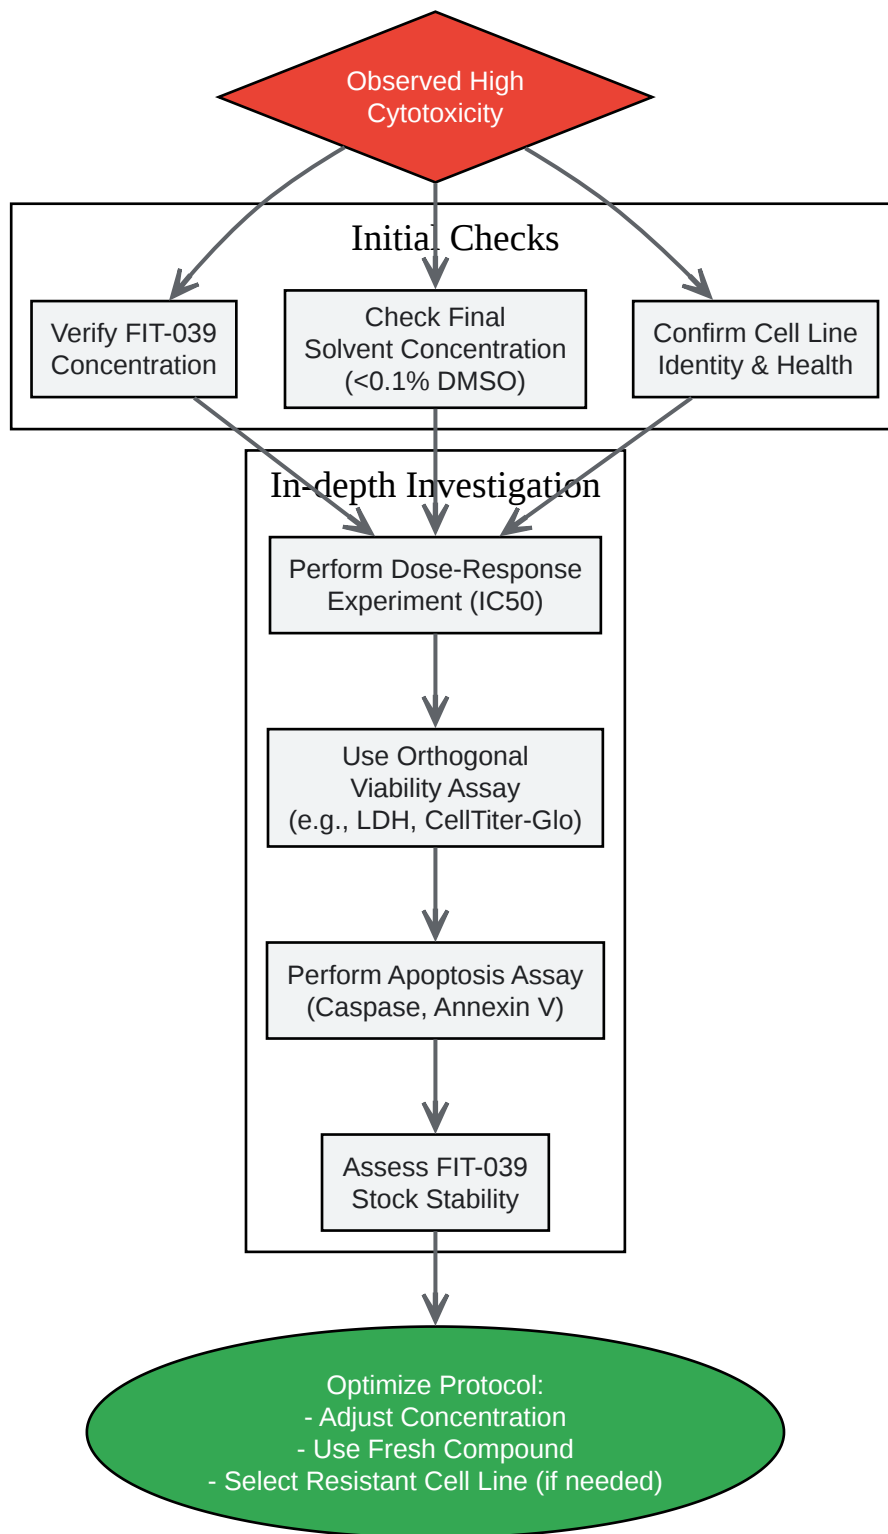 Observed High
Cytotoxicity
Initial Checks
Verify FIT-039
Concentration
Check Final
Solvent Concentration
(<0.1% DMSO)
Confirm Cell Line
Identity & Health
In-depth Investigation
Perform Dose-Response
Experiment (IC50)
Use Orthogonal
Viability Assay
(e.g., LDH, CellTiter-Glo)
Perform Apoptosis Assay
(Caspase, Annexin V)
Assess FIT-039
Stock Stability
Optimize Protocol:
- Adjust Concentration
- Use Fresh Compound
- Select Resistant Cell Line (if needed)